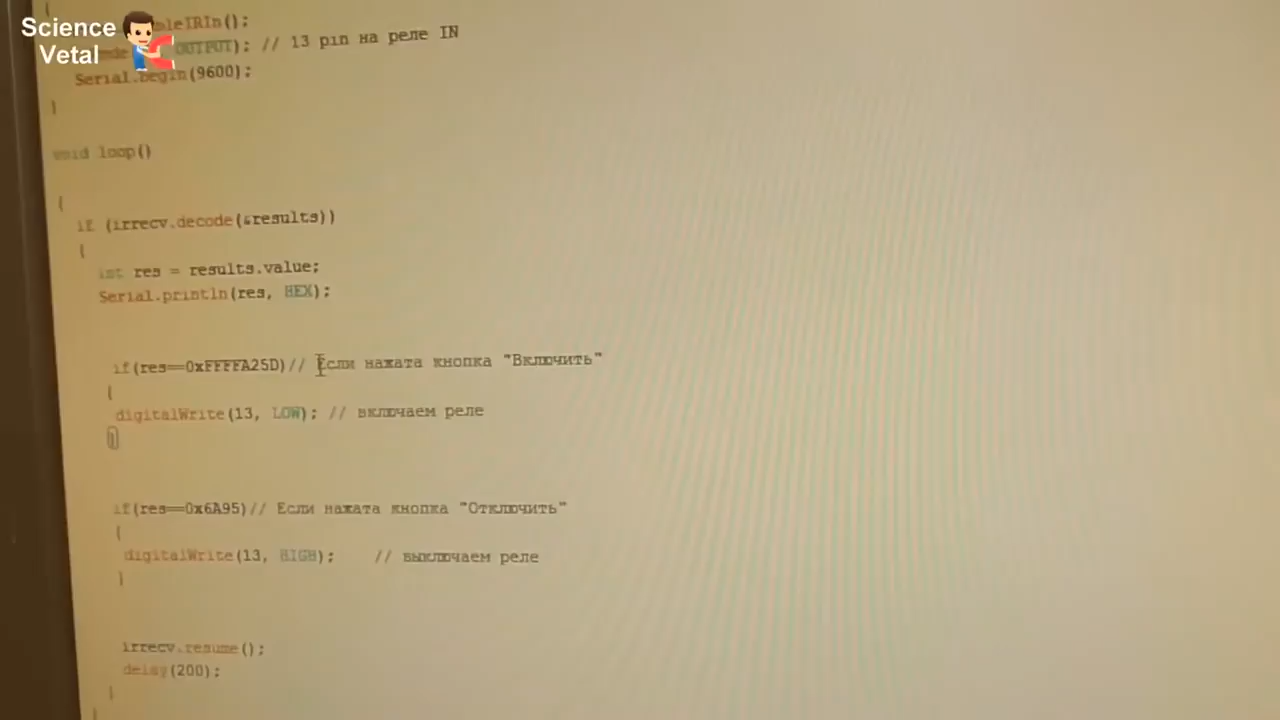 Science
Vetal
{
bleIRIn();
OUTPUT); // 13 pin на реле IN
Serial.begin(9600);
}
void loop()
{
if (irrecv.decode(&results))
{
int res = results.value;
Serial.println(res, HEX);
if(res==0xFFFFA25D)// Если нажата кнопка "Включить"
{
digitalWrite(13, LOW); // включаем реле
}
if(res==0x6A95)// Если нажата кнопка "Отключить"
{
digitalWrite(13, HIGH); // выключаем реле
}
irrecv.resume();
delay(200);
}
}